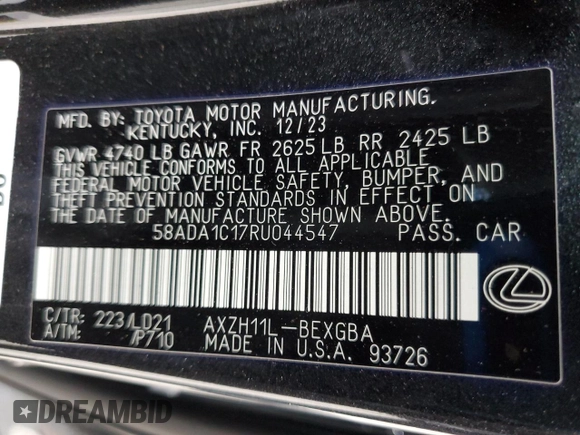 MFD. BY: TOYOTA MOTOR MANUFACTURING,
KENTUCKY, INC. 12/23
GVWR 4740 LB GAWR FR 2625 LB RR 2425 LB
THIS VEHICLE CONFORMS TO ALL APPLICABLE
FEDERAL MOTOR VEHICLE SAFETY, BUMPER, AND
THEFT PREVENTION STANDARDS IN EFFECT ON
THE DATE OF MANUFACTURE SHOWN ABOVE.
58ADA1C17RU044547 PASS. CAR
C/TR: 223/LD21 AXZH11L-BEXGBA
A/TM: /P710 MADE IN U.S.A. 93726
DREAMBID